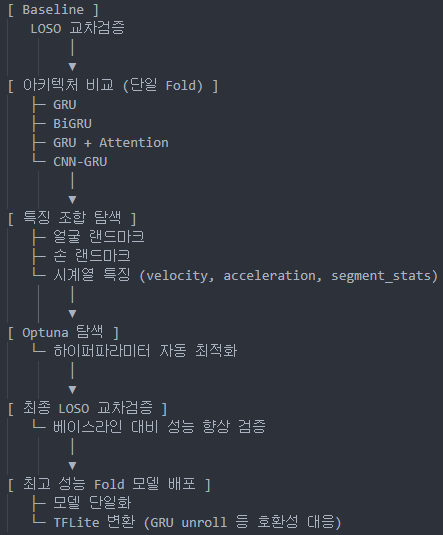 [ Baseline ]
LOSO 교차검증
│
▼
[ 아키텍처 비교 (단일 Fold) ]
├─ GRU
├─ BiGRU
├─ GRU + Attention
└─ CNN-GRU
│
▼
[ 특징 조합 탐색 ]
├─ 얼굴 랜드마크
├─ 손 랜드마크
└─ 시계열 특징 (velocity, acceleration, segment_stats)
│
▼
[ Optuna 탐색 ]
└─ 하이퍼파라미터 자동 최적화
│
▼
[ 최종 LOSO 교차검증 ]
└─ 베이스라인 대비 성능 향상 검증
│
▼
[ 최고 성능 Fold 모델 배포 ]
├─ 모델 단일화
└─ TFLite 변환 (GRU unroll 등 호환성 대응)